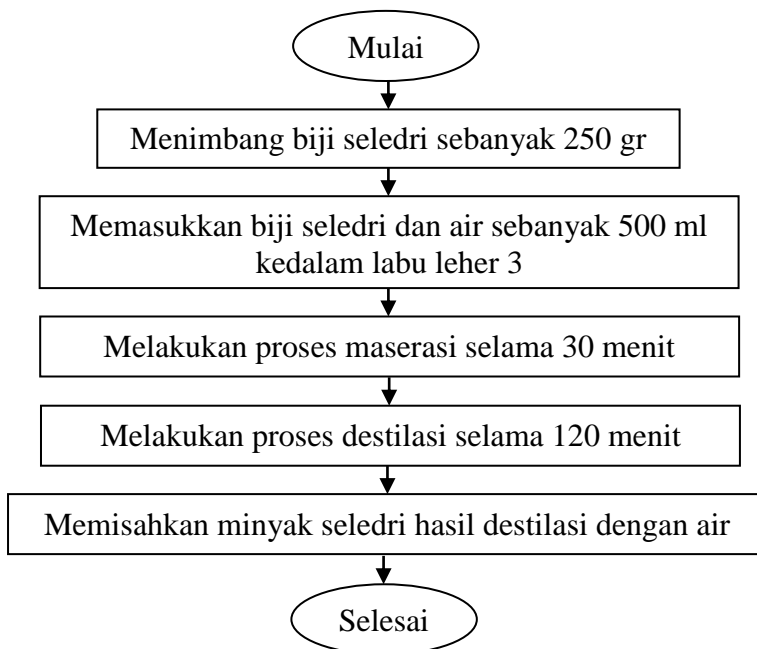 Mulai
Menimbang biji seledri sebanyak 250 gr
Memasukkan biji seledri dan air sebanyak 500 ml
kedalam labu leher 3
Melakukan proses maserasi selama 30 menit
Melakukan proses destilasi selama 120 menit
Memisahkan minyak seledri hasil destilasi dengan air
Selesai